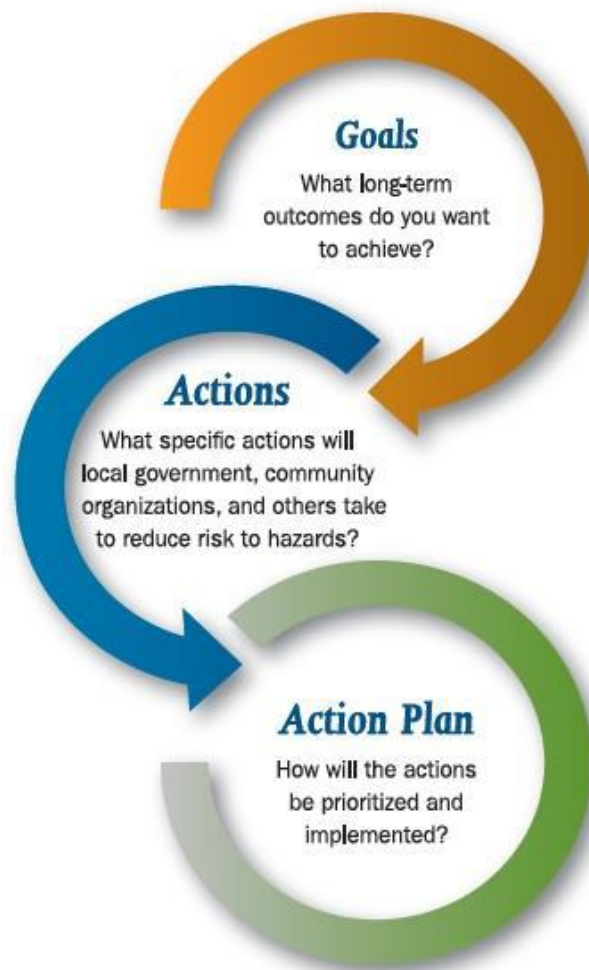 Goals
What long-term
outcomes do you want
to achieve?
Actions
What specific actions will
local government, community
organizations, and others take
to reduce risk to hazards?
Action Plan
How will the actions
be prioritized and
implemented?